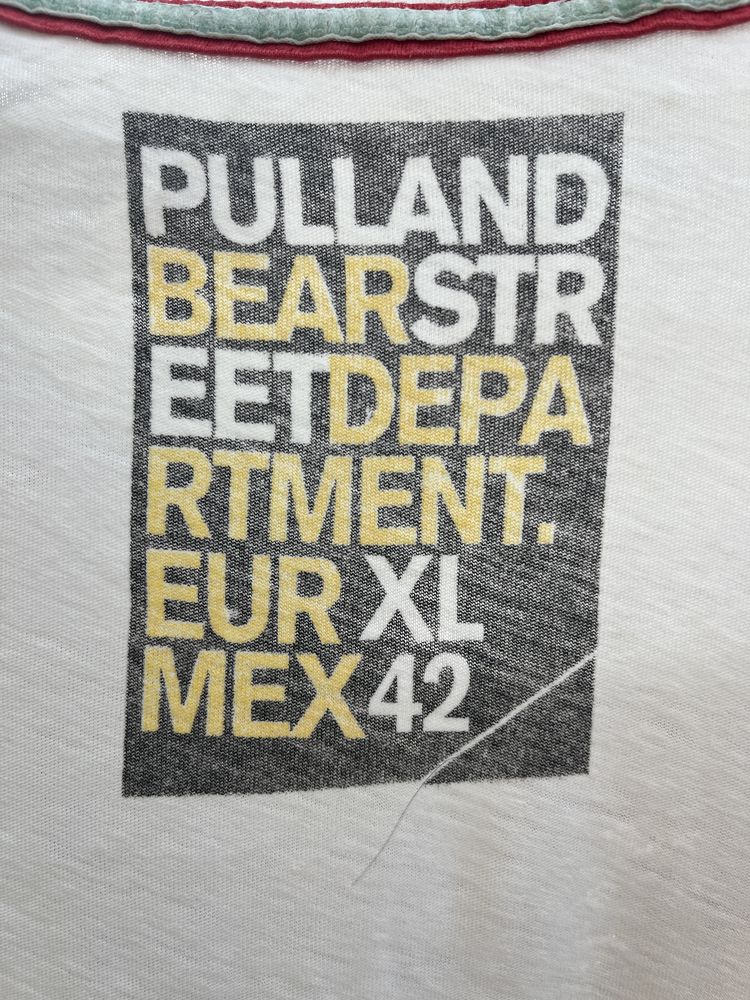 PULLAND
BEARSTR
EETDEPA
RTMENT.
EUR XL
MEX 42